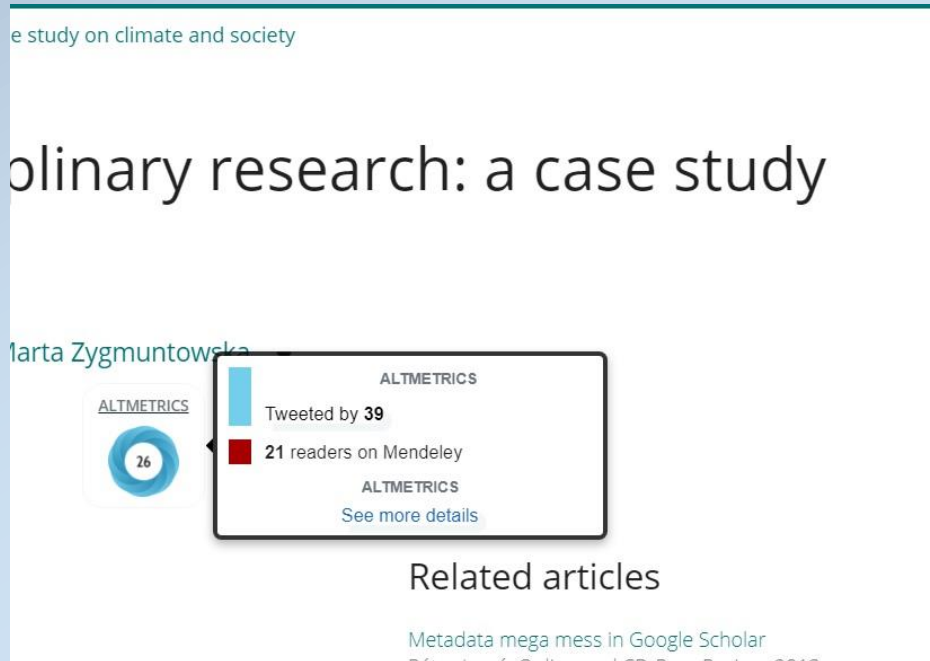 e study on climate and society
plinary research: a case study
Marta Zygmuntowska
ALTMETRICS
26
ALTMETRICS
Tweeted by 39
21 readers on Mendeley
ALTMETRICS
See more details
Related articles
Metadata mega mess in Google Scholar